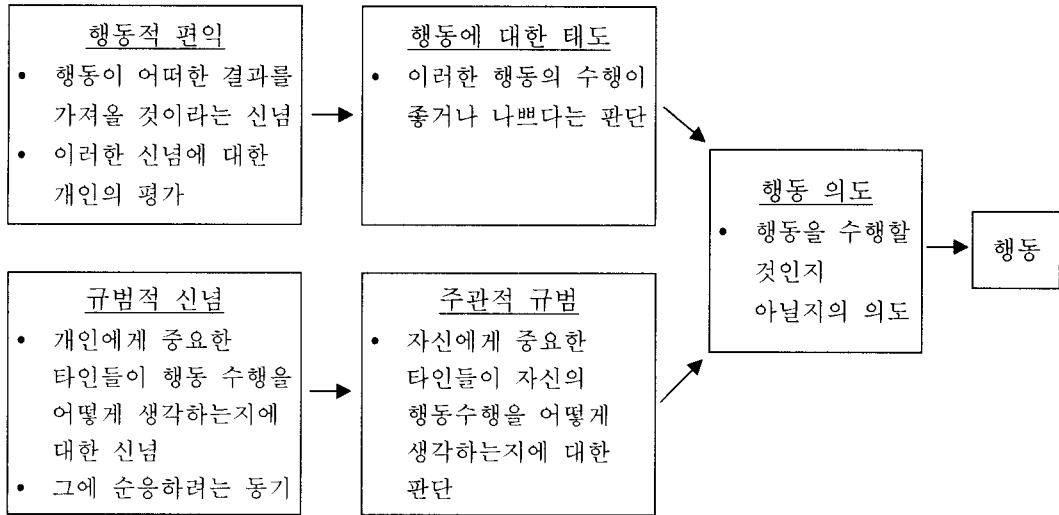 행동적 편익
• 행동이 어떠한 결과를
가져올 것이라는 신념
• 이러한 신념에 대한
개인의 평가
행동에 대한 태도
• 이러한 행동의 수행이
좋거나 나쁘다는 판단
규범적 신념
• 개인에게 중요한
타인들이 행동 수행을
어떻게 생각하는지에
대한 신념
• 그에 순응하려는 동기
주관적 규범
• 자신에게 중요한
타인들이 자신의
행동수행을 어떻게
생각하는지에 대한
판단
행동 의도
• 행동을 수행할
것인지
아닐지의 의도
행동